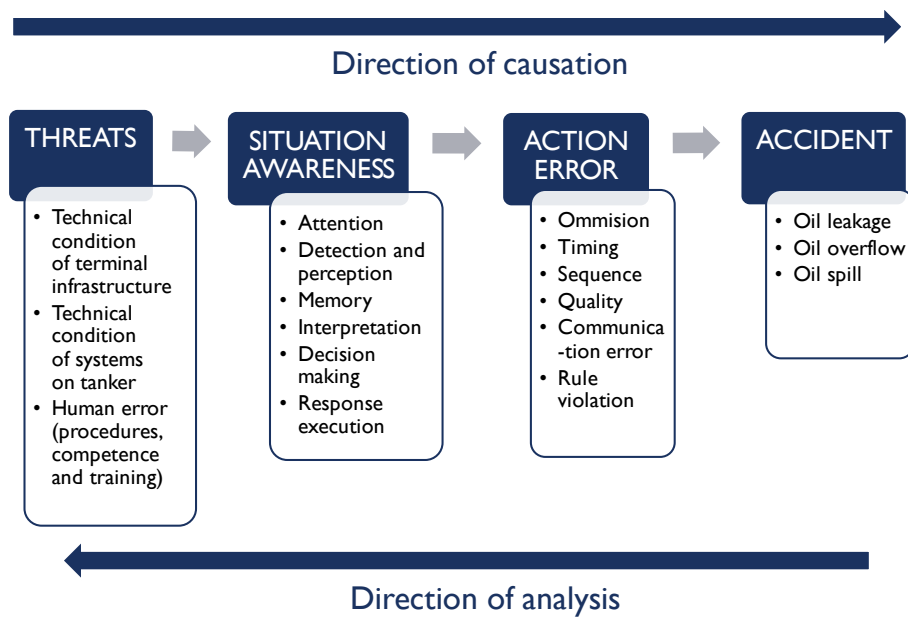 Direction of causation
THREATS
• Technical
condition
of terminal
infrastructure
• Technical
condition
of systems
on tanker
• Human error
(procedures,
competence
and training)
SITUATION
AWARENESS
• Attention
• Detection and
perception
• Memory
• Interpretation
• Decision
making
• Response
execution
ACTION
ERROR
• Ommision
• Timing
• Sequence
• Quality
• Communica
-tion error
• Rule
violation
ACCIDENT
• Oil leakage
• Oil overflow
• Oil spill
Direction of analysis